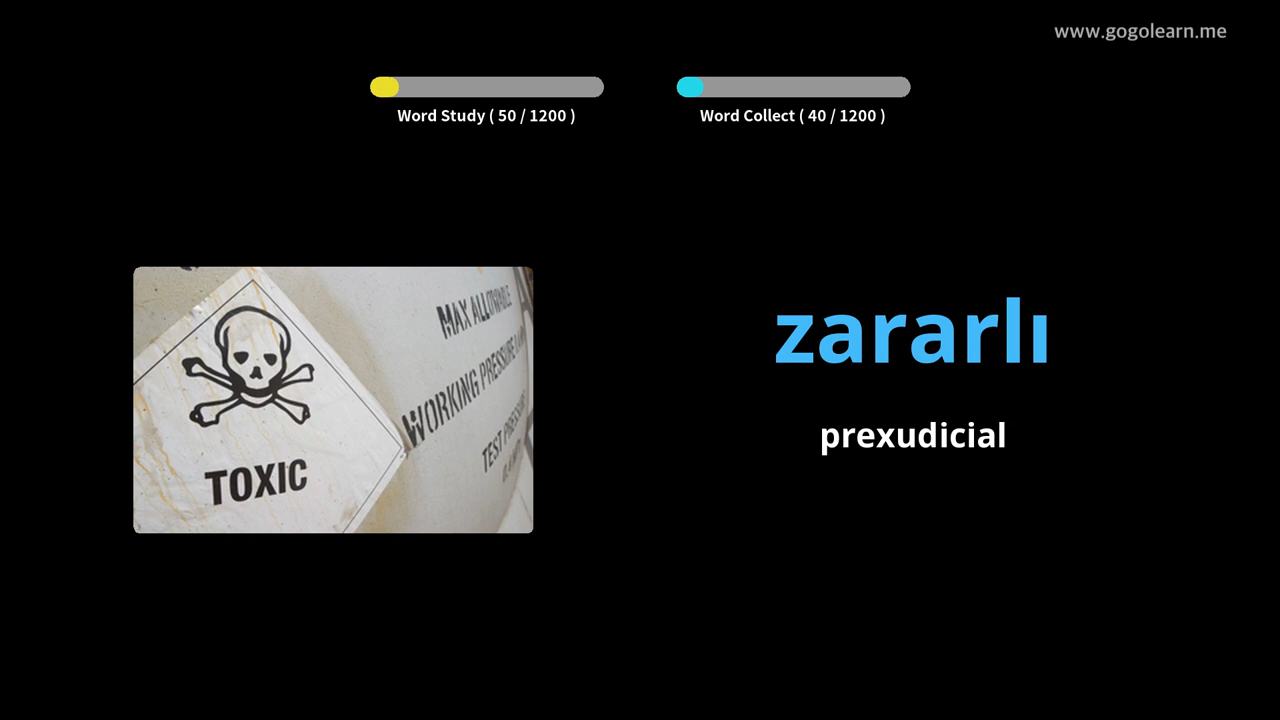 www.gogolearn.me
Word Study ( 50 / 1200 )
Word Collect ( 40 / 1200 )
TOXIC
MAX ALLOWABLE
WORKING PRESSURE
TEST PRESSURE
zararlı
prexudicial